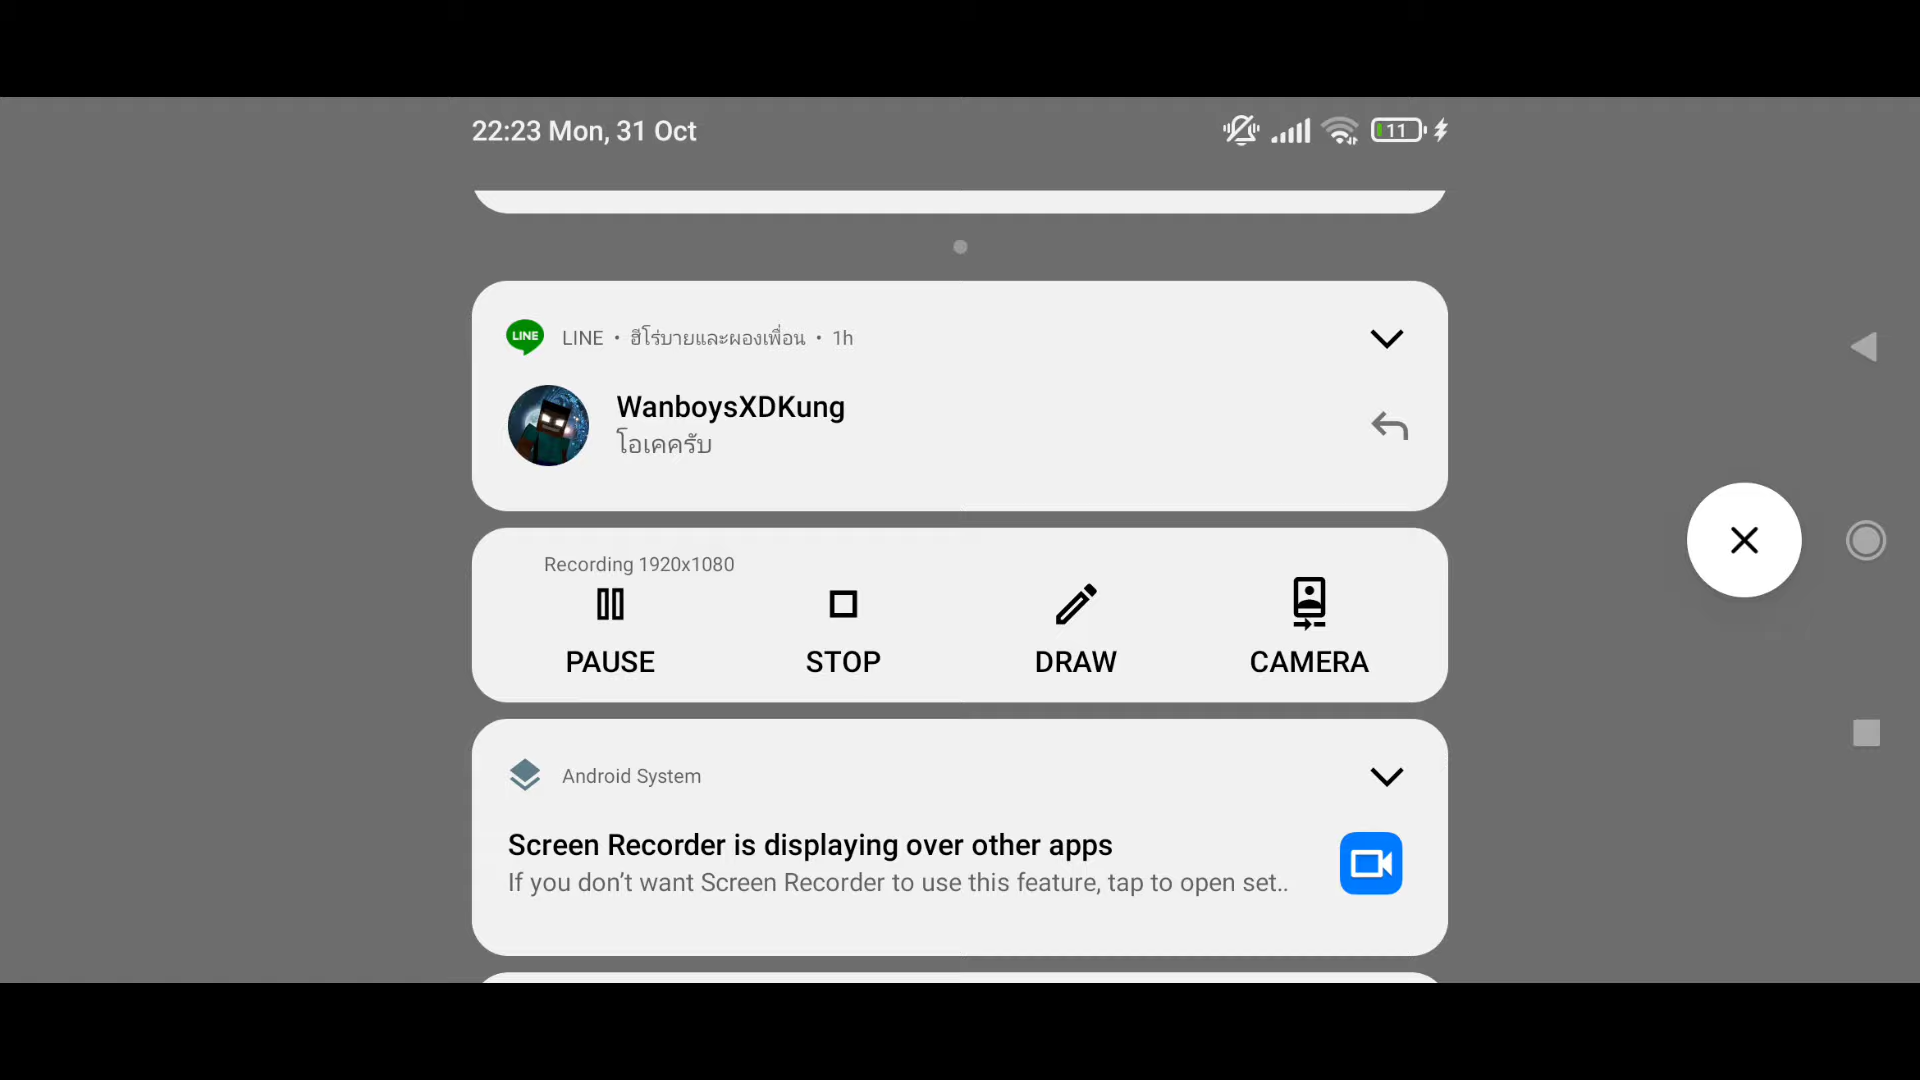 22:23 Mon, 31 Oct
11
LINE • ฮีโร่บายและผองเพื่อน • 1h
WanboysXDKung
โอเคครับ
Recording 1920x1080
PAUSE STOP DRAW CAMERA
Android System
Screen Recorder is displaying over other apps
If you don't want Screen Recorder to use this feature, tap to open set..